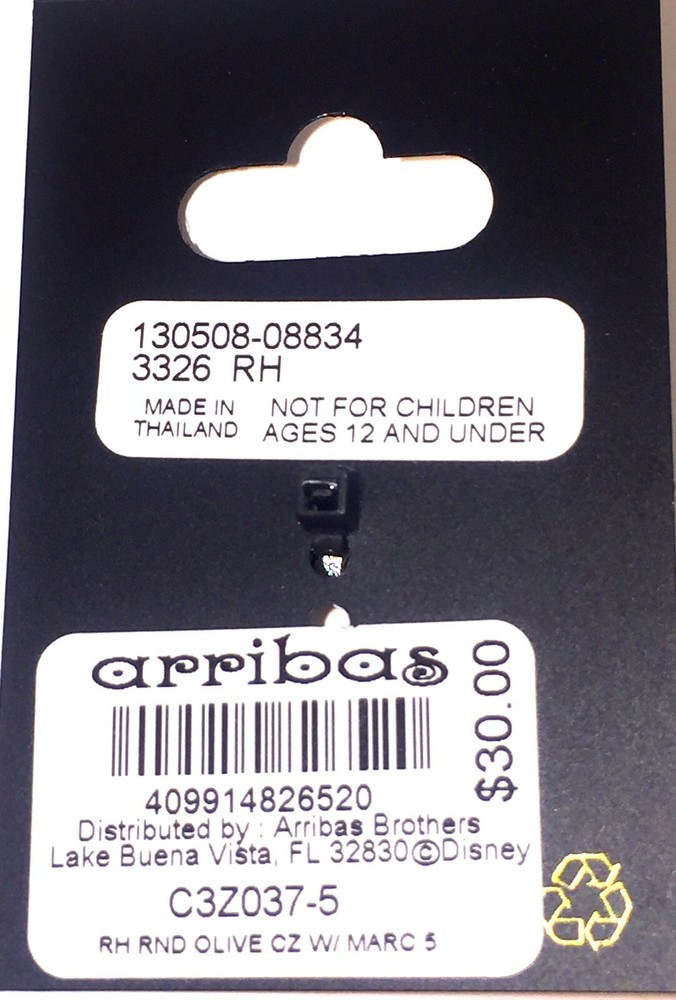 130508-08834
3326 RH
MADE IN THAILAND
NOT FOR CHILDREN AGES 12 AND UNDER
arribas
$30.00
409914826520
Distributed by : Arribas Brothers
Lake Buena Vista, FL 32830©Disney
C3Z037-5
RH RND OLIVE CZ W/ MARC 5